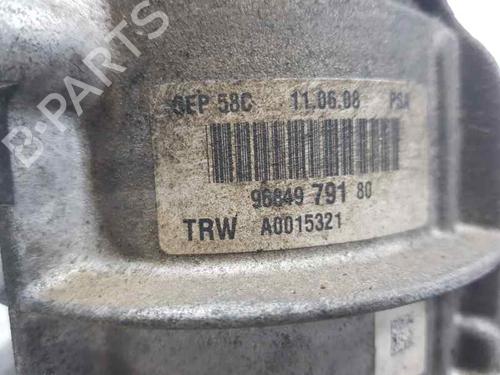 GEP 58C 11.06.08 PSA
96849 791 80
TRW A0015321
B-PARTS